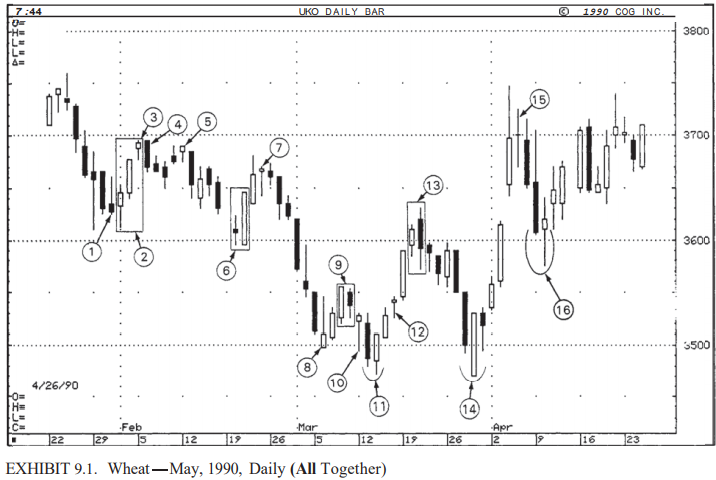 7:44 UKO DAILY BAR © 1990 COG INC.
H=
L=
L=
Δ=
3800
3700
3600
3500
3
4
5
7
1
2
6
9
8
10
11
12
13
14
15
16
4/26/90
O=
H=
L=
C=
Feb Mar Apr
22 29 5 12 19 26 5 12 19 26 2 9 16 23
EXHIBIT 9.1. Wheat—May, 1990, Daily (All Together)